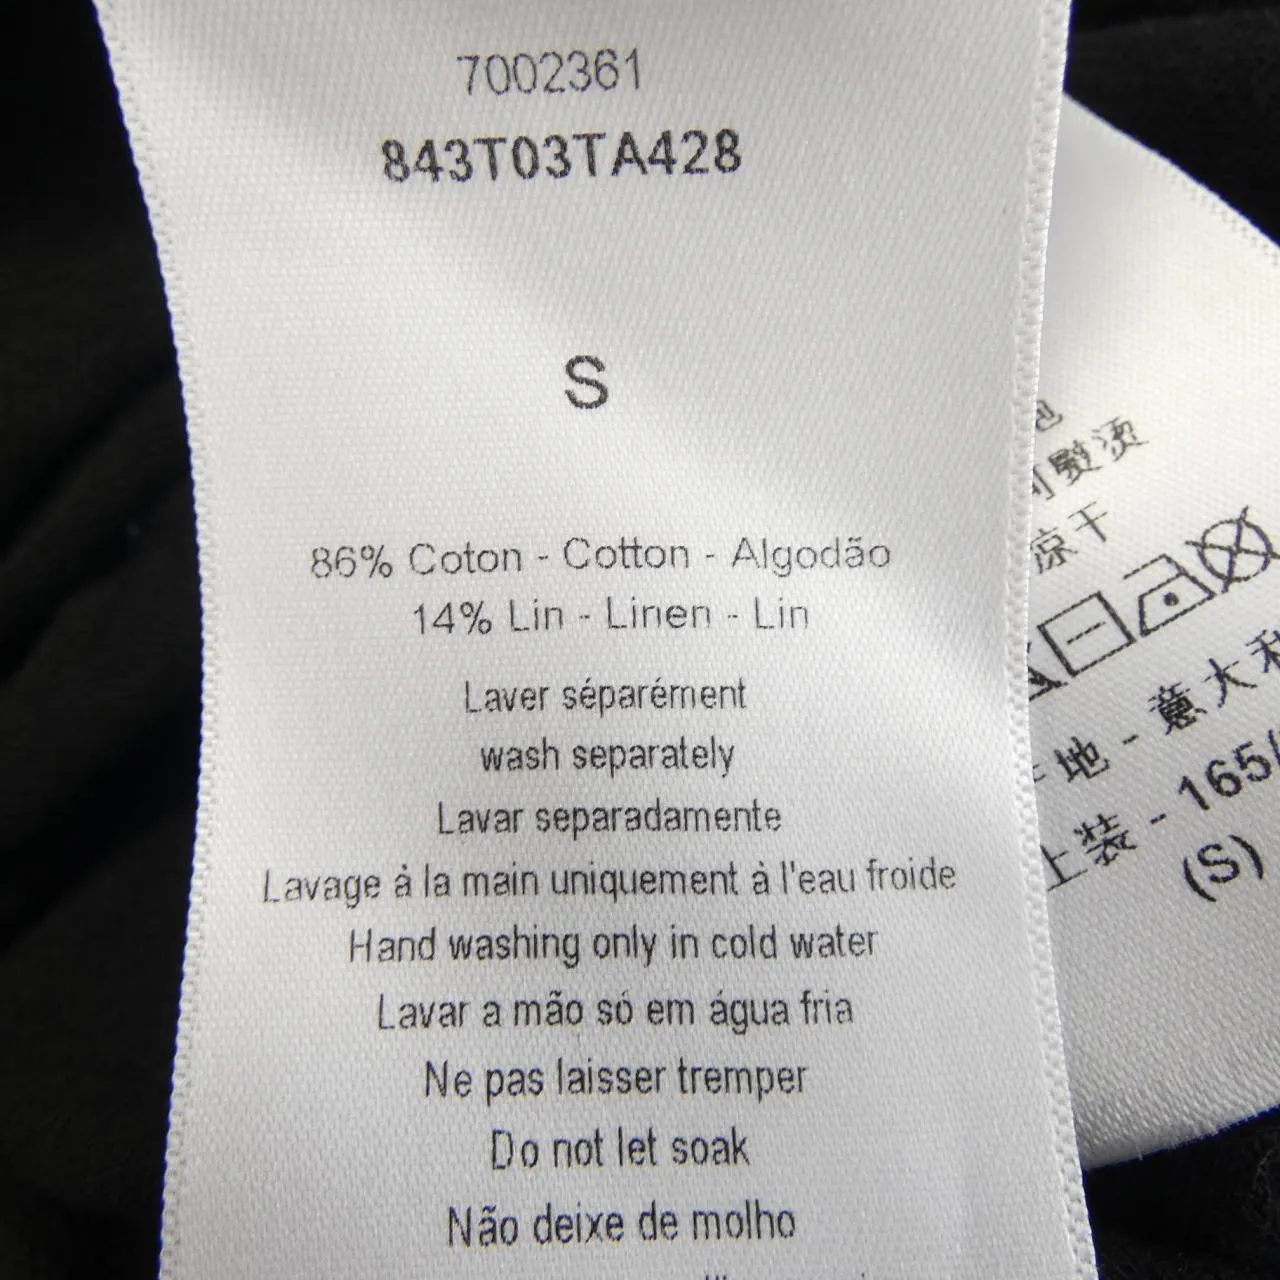 7002361
843T03TA428
S
86% Coton - Cotton - Algodão
14% Lin - Linen - Lin
Laver séparément
wash separately
Lavar separadamente
Lavage à la main uniquement à l'eau froide
Hand washing only in cold water
Lavar a mão só em água fria
Ne pas laisser tremper
Do not let soak
Não deixe de molho
熨烫
凉干
地 - 意大利
上装 - 165/
(S)